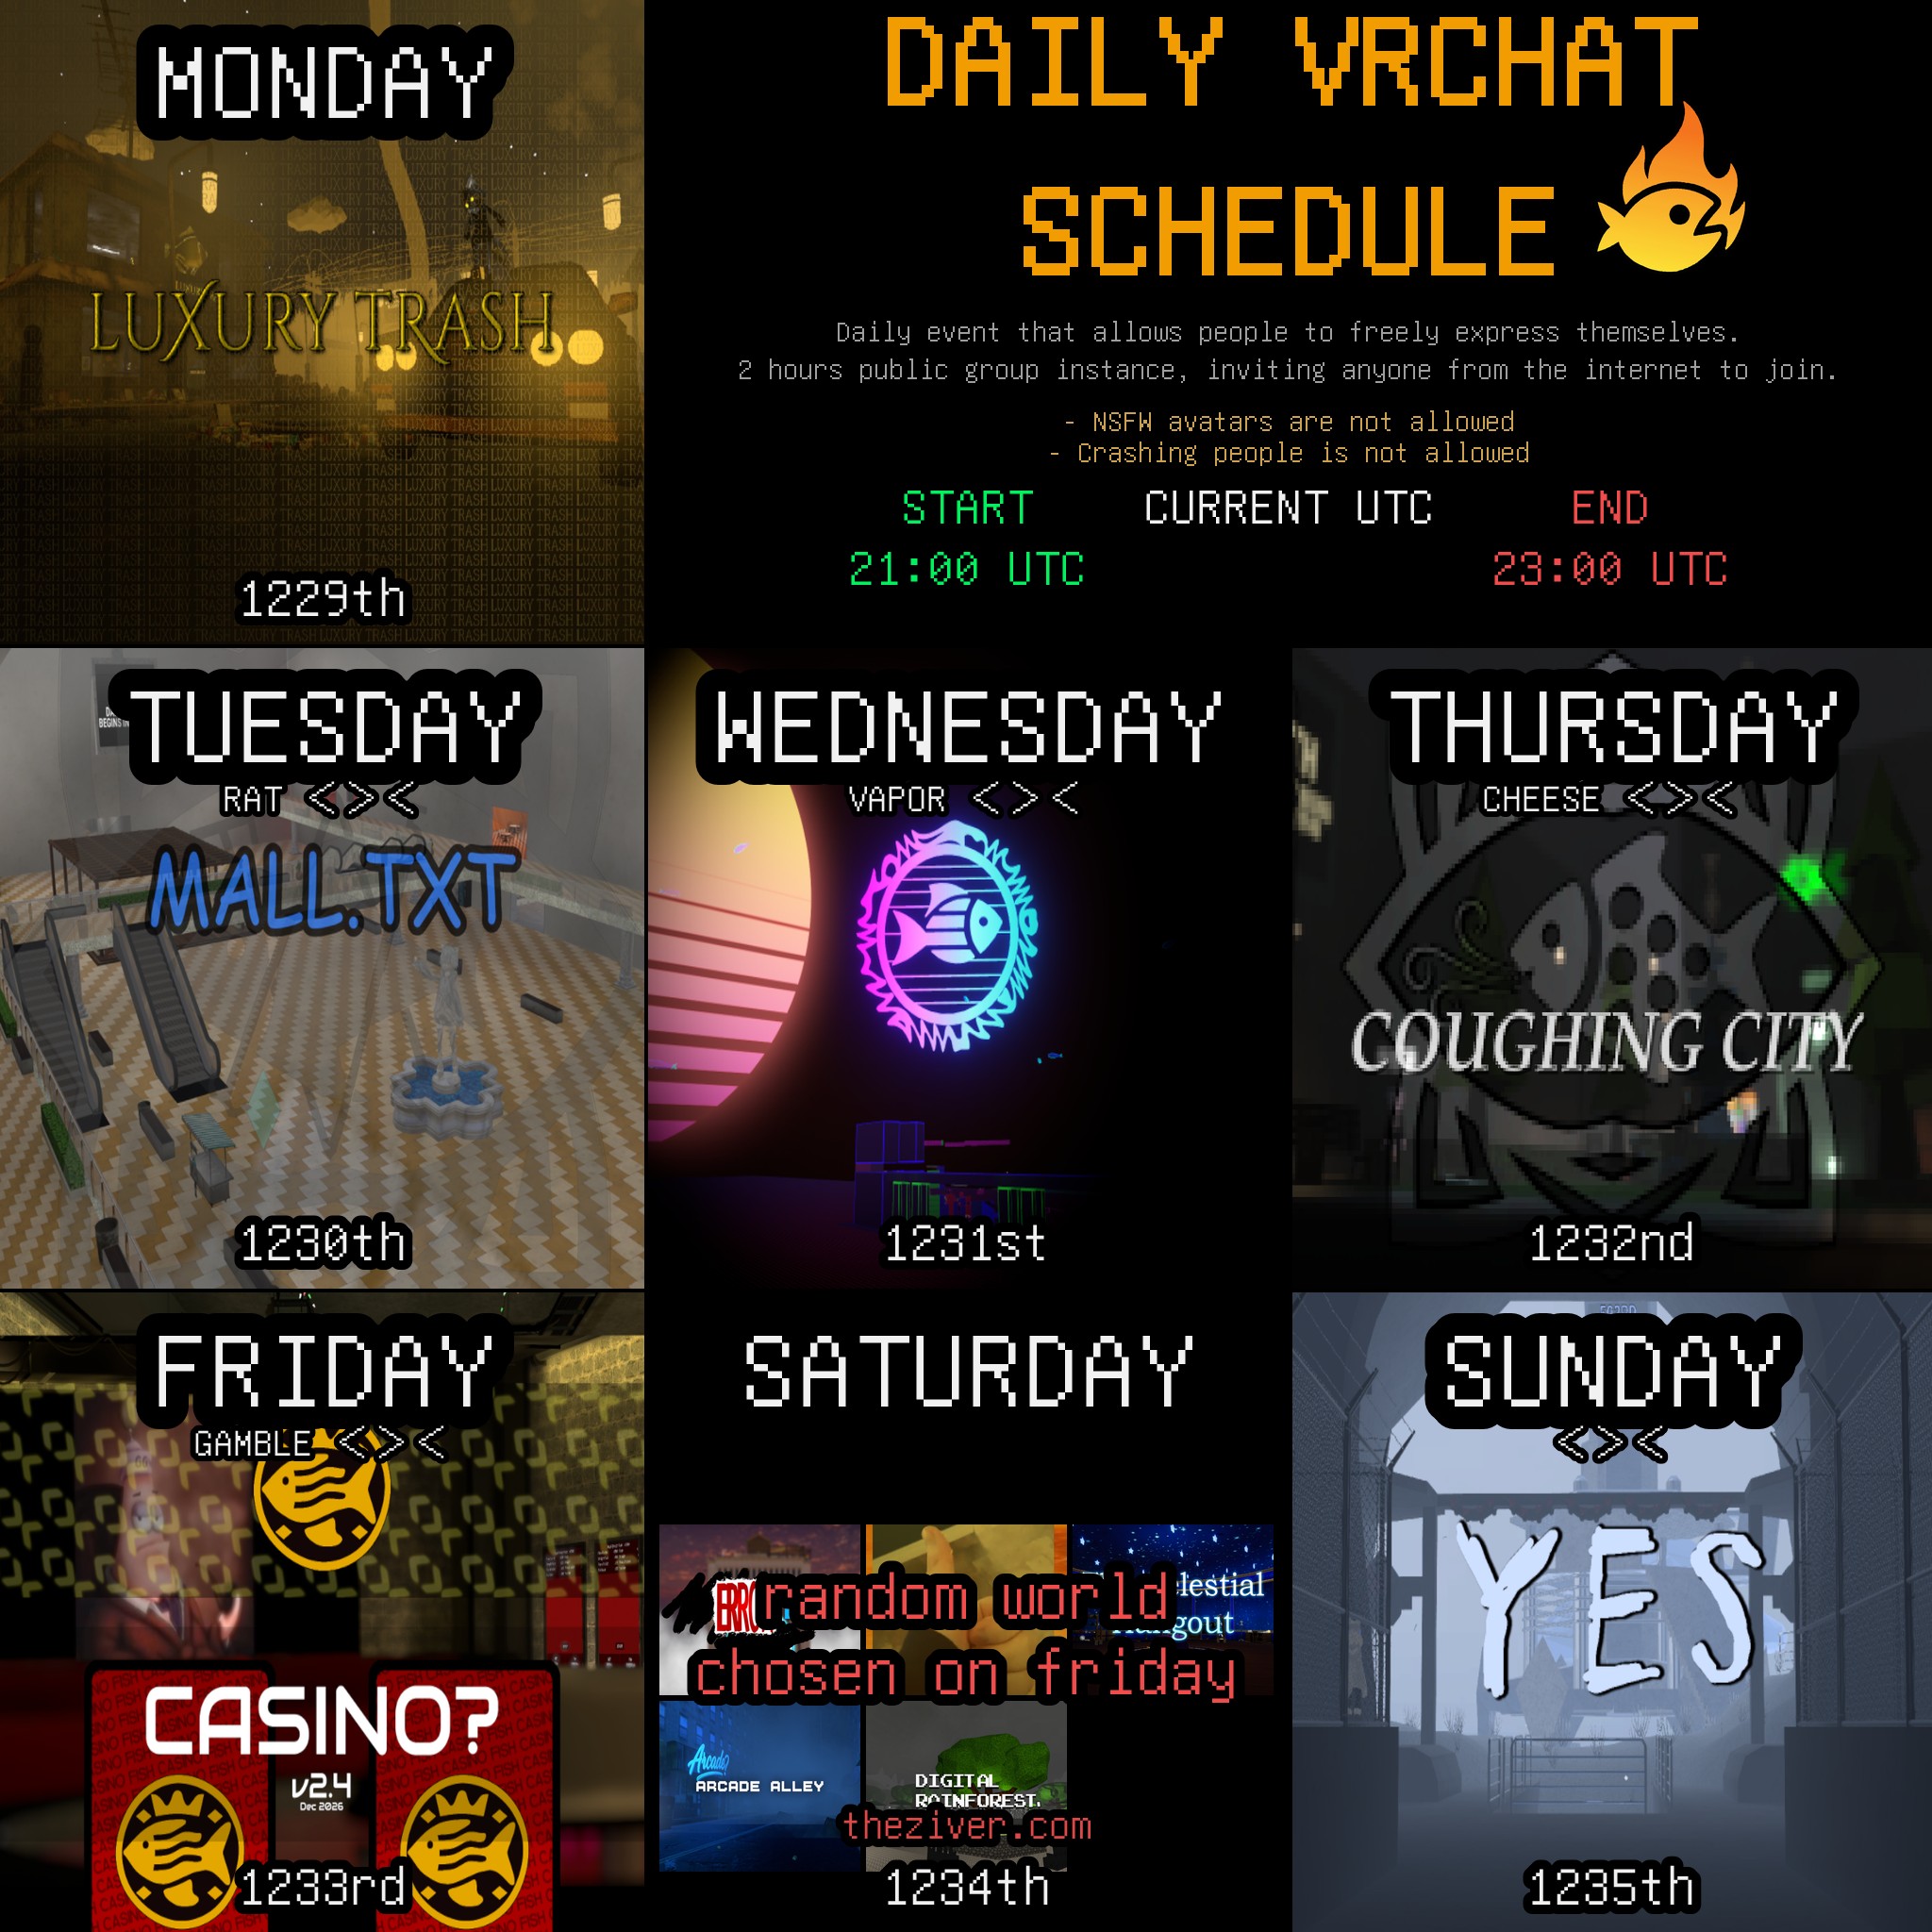 MONDAY
LUXURY TRASH
1229th
DAILY VRCHAT
SCHEDULE
Daily event that allows people to freely express themselves.
2 hours public group instance, inviting anyone from the internet to join.
- NSFW avatars are not allowed
- Crashing people is not allowed
START
CURRENT UTC
END
21:00 UTC
23:00 UTC
TUESDAY
RAT <><
MALL.TXT
1230th
WEDNESDAY
VAPOR <><
1231st
THURSDAY
CHEESE <><
COUGHING CITY
1232nd
FRIDAY
GAMBLE <><
CASINO?
v2.4
Dec 2026
1233rd
SATURDAY
random world
chosen on friday
ARCADE ALLEY
DIGITAL
RAINFOREST.
theziver.com
1234th
SUNDAY
<><
YES
1235th